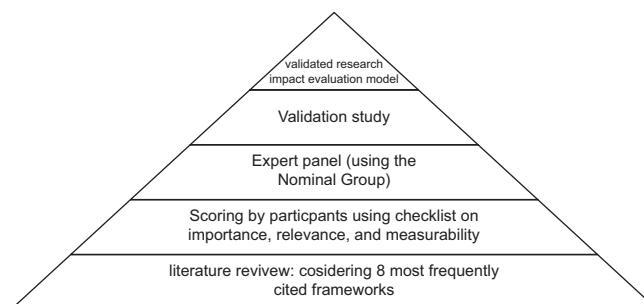 validated research
impact evaluation model
Validation study
Expert panel (using the
Nominal Group)
Scoring by particpants using checklist on
importance, relevance, and measurability
literature revivew: cosidering 8 most frequently
cited frameworks